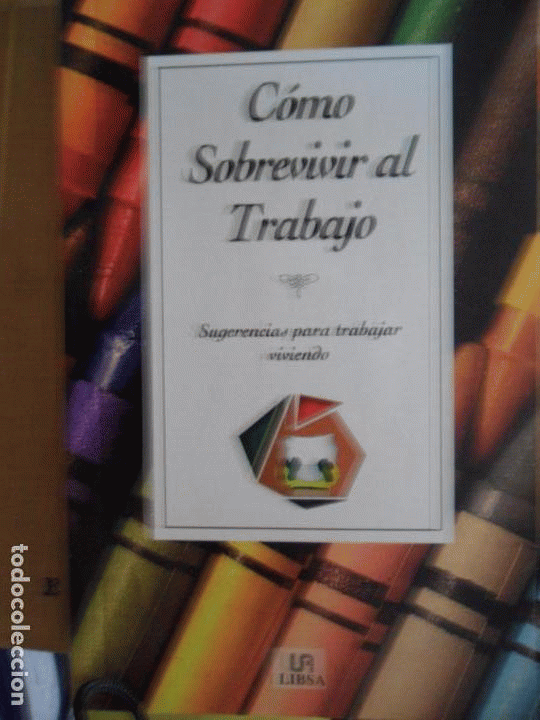 Cómo
Sobrevivir al
Trabajo
Sugerencias para trabajar
viviendo
LIBSA
todocoleccion